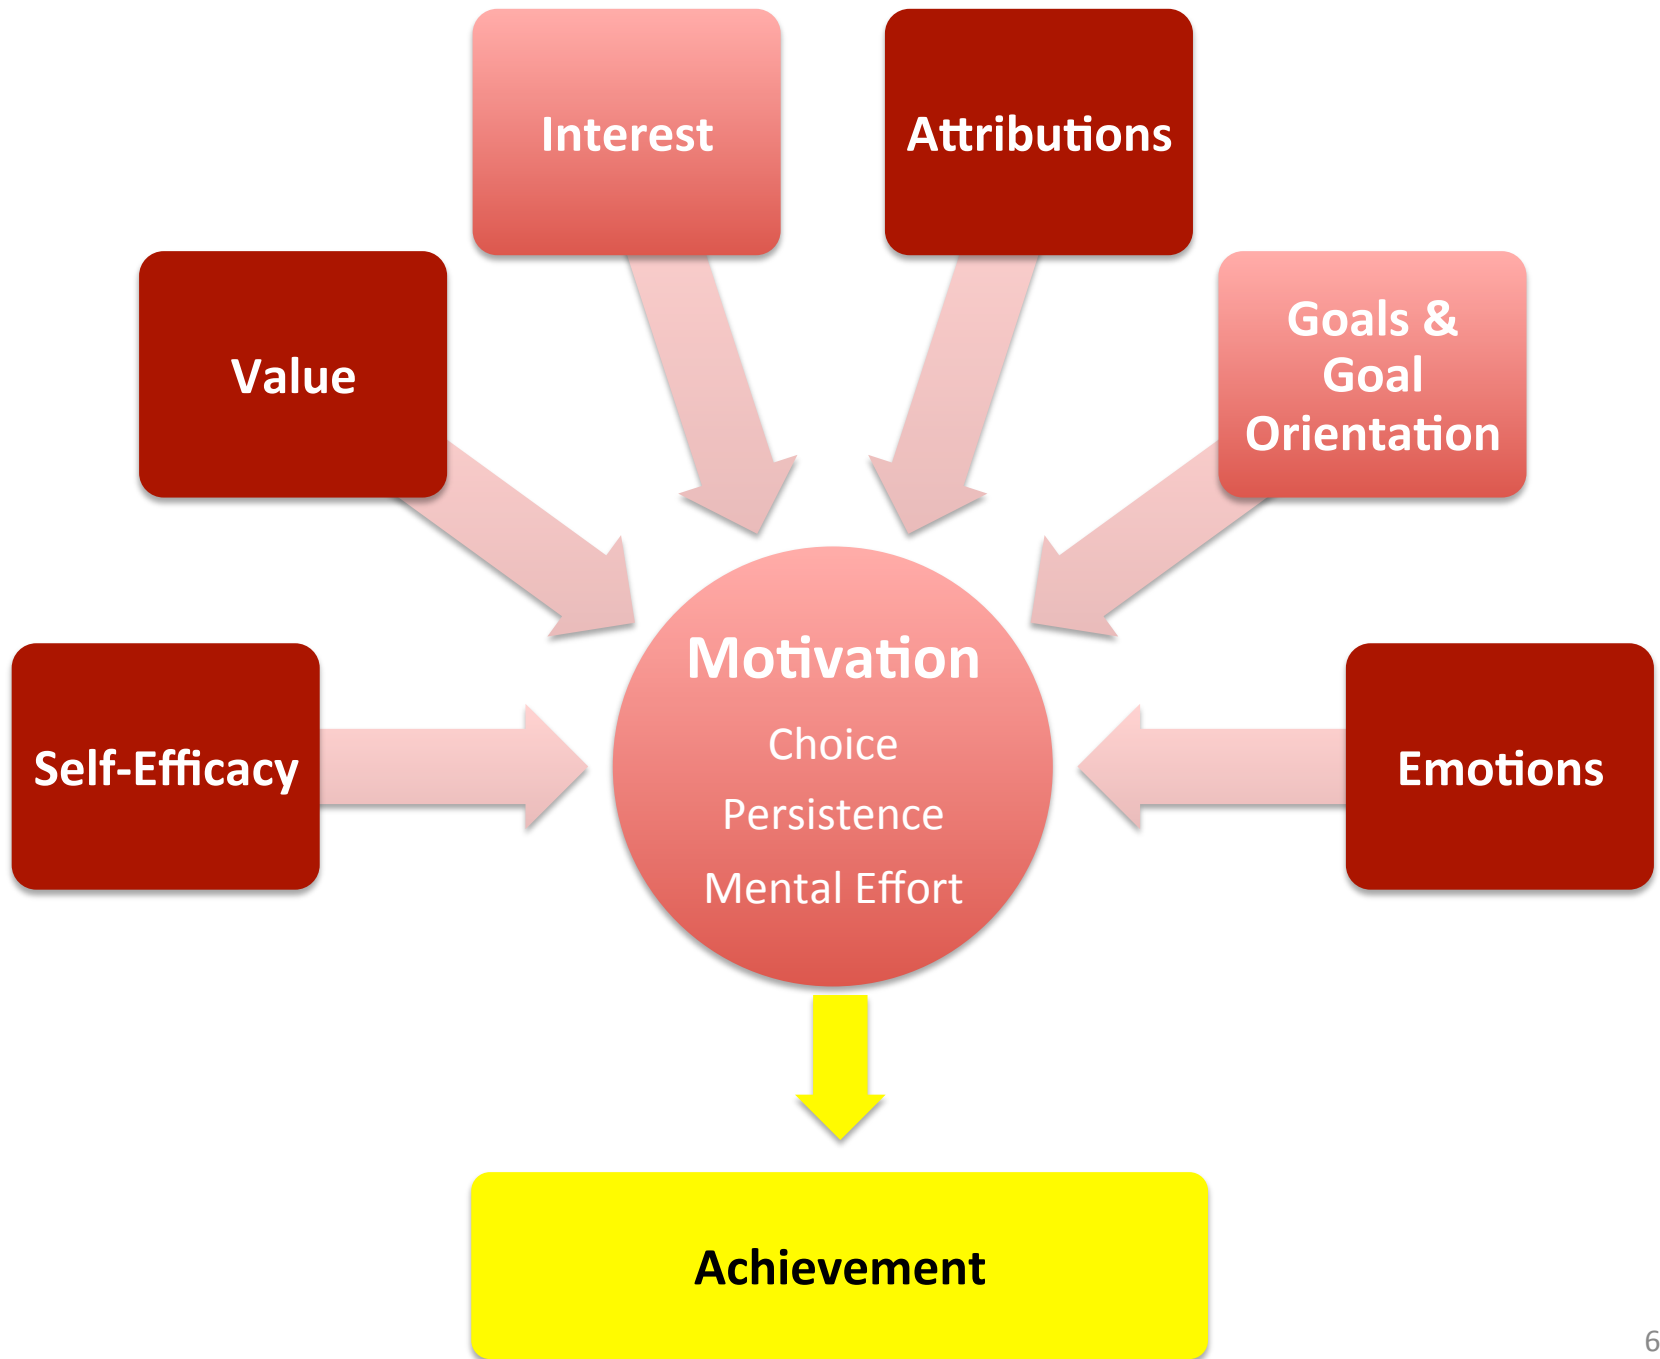 Interest
Attributions
Value
Goals &
Goal
Orientation
Motivation
Choice
Persistence
Mental Effort
Self-Efficacy
Emotions
Achievement
6